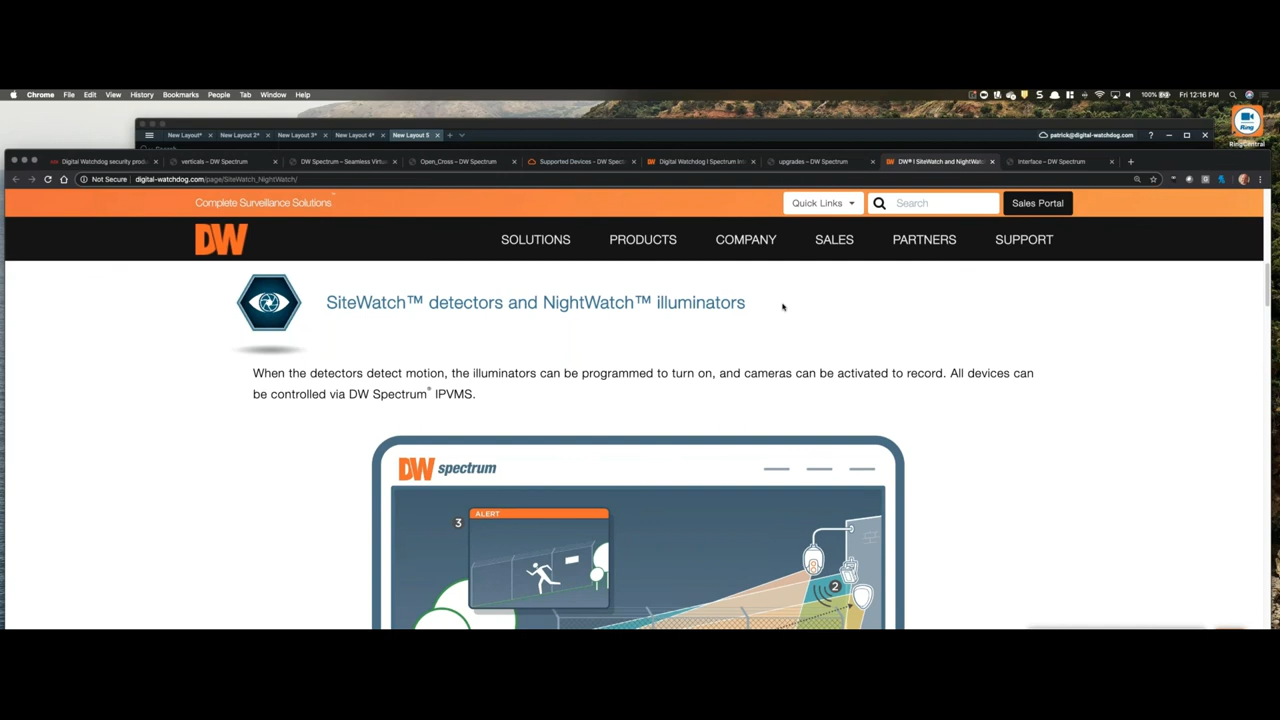 Chrome File Edit View History Bookmarks People Tab Window Help 100% Fri 12:16 PM
New Layout* New Layout 2* New Layout 3* New Layout 4* New Layout 5 patrick@digital-watchdog.com
Ring
RingCentral
Digital Watchdog security produ verticals – DW Spectrum DW Spectrum – Seamless Virtu Open_Cross – DW Spectrum Supported Devices – DW Spec Digital Watchdog | Spectrum upgrades – DW Spectrum DW® | SiteWatch and NightWat Interface – DW Spectrum
Not Secure digital-watchdog.com/page/SiteWatch_NightWatch/
Complete Surveillance Solutions™ Quick Links Search Sales Portal
DW SOLUTIONS PRODUCTS COMPANY SALES PARTNERS SUPPORT
SiteWatch™ detectors and NightWatch™ illuminators
When the detectors detect motion, the illuminators can be programmed to turn on, and cameras can be activated to record. All devices can
be controlled via DW Spectrum® IPVMS.
DW spectrum
ALERT
3
2